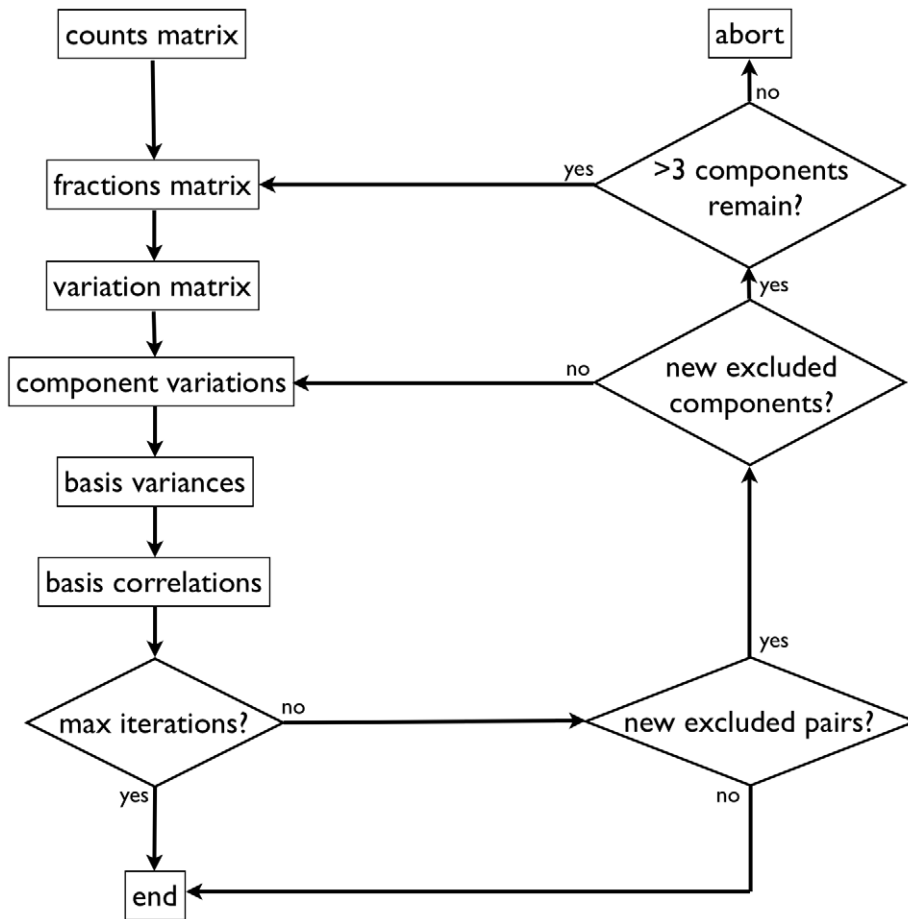 counts matrix
abort
no
yes
>3 components
remain?
fractions matrix
variation matrix
yes
no
new excluded
components?
component variations
basis variances
basis correlations
yes
no
max iterations?
new excluded pairs?
yes
no
end